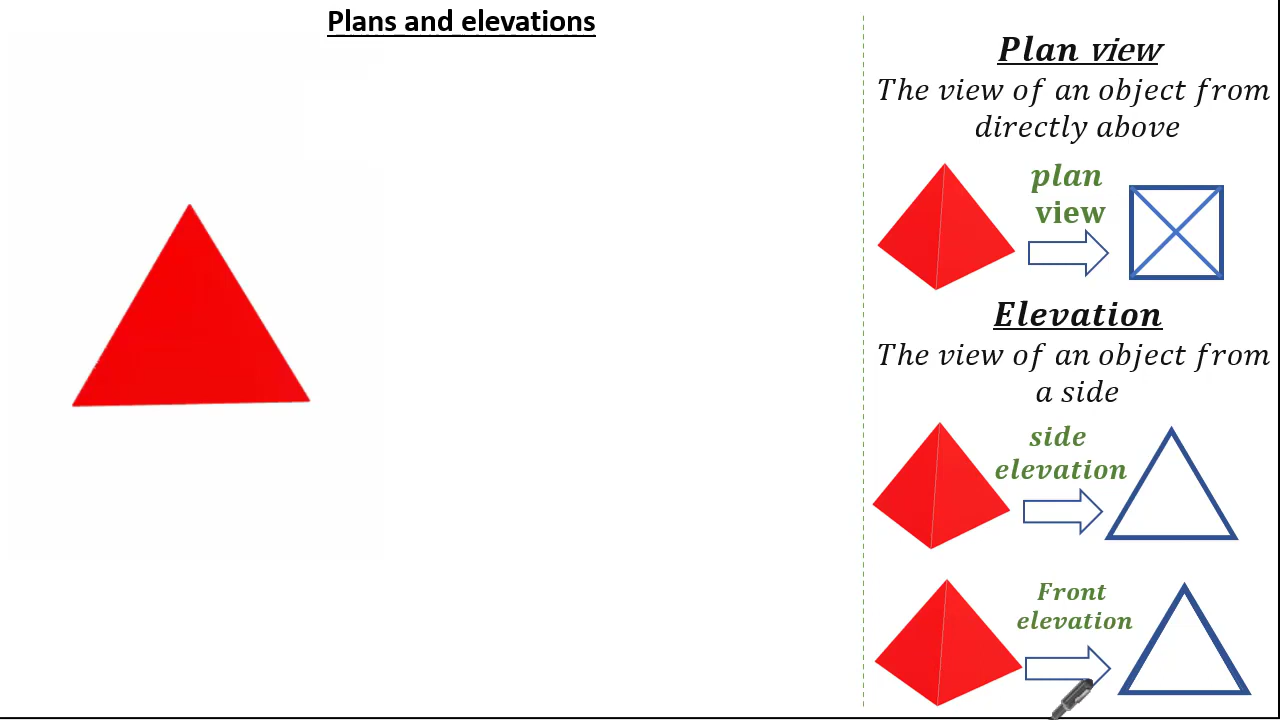 Plans and elevations
Plan view
The view of an object from
directly above
plan
view
Elevation
The view of an object from
a side
side
elevation
Front
elevation